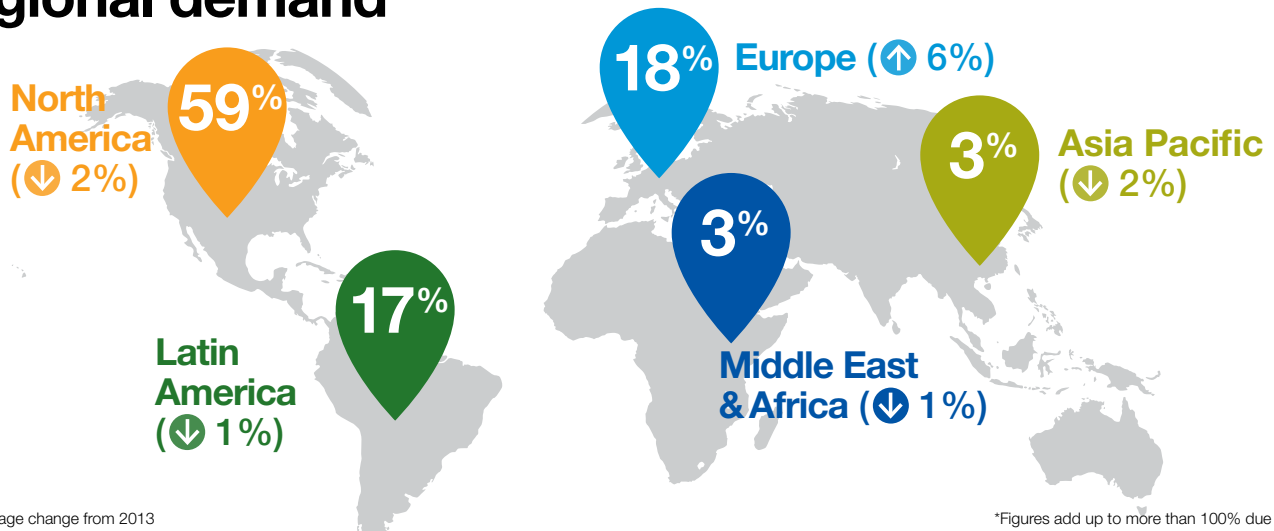 gional demand
North
America
(↓ 2%)
59%
18%
Europe (↑ 6%)
3%
Asia Pacific
(↓ 2%)
3%
Middle East
& Africa (↓ 1%)
17%
Latin
America
(↓ 1%)
age change from 2013
*Figures add up to more than 100% due